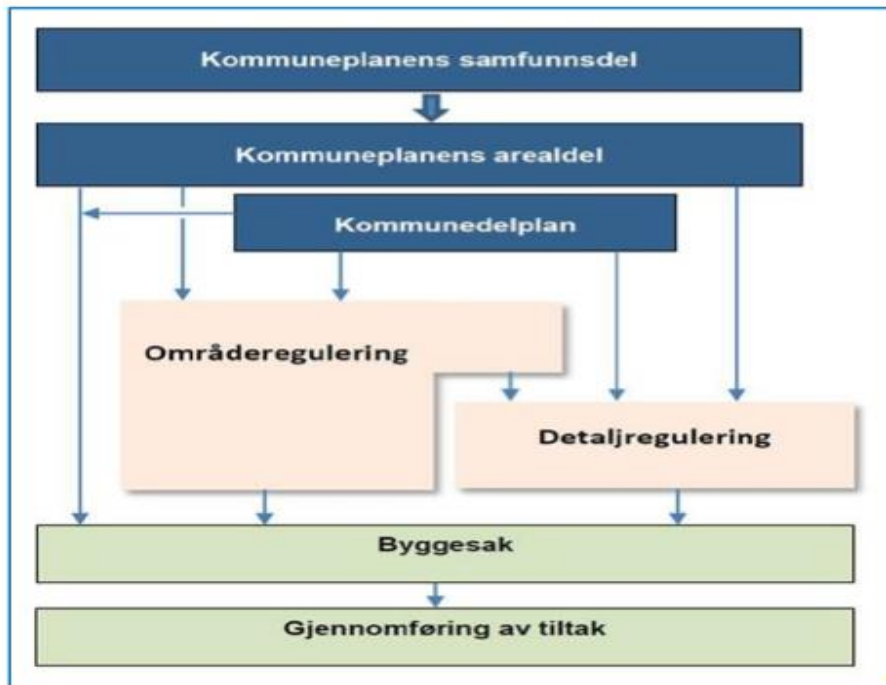 Kommuneplanens samfunnsdel
Kommuneplanens arealdel
Kommunedelplan
Områderegulering
Detaljregulering
Byggesak
Gjennomføring av tiltak